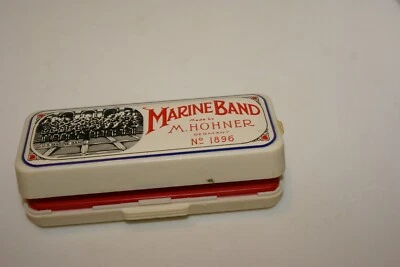 MARINE BAND
Made by
M. HOHNER
GERMANY
No 1896